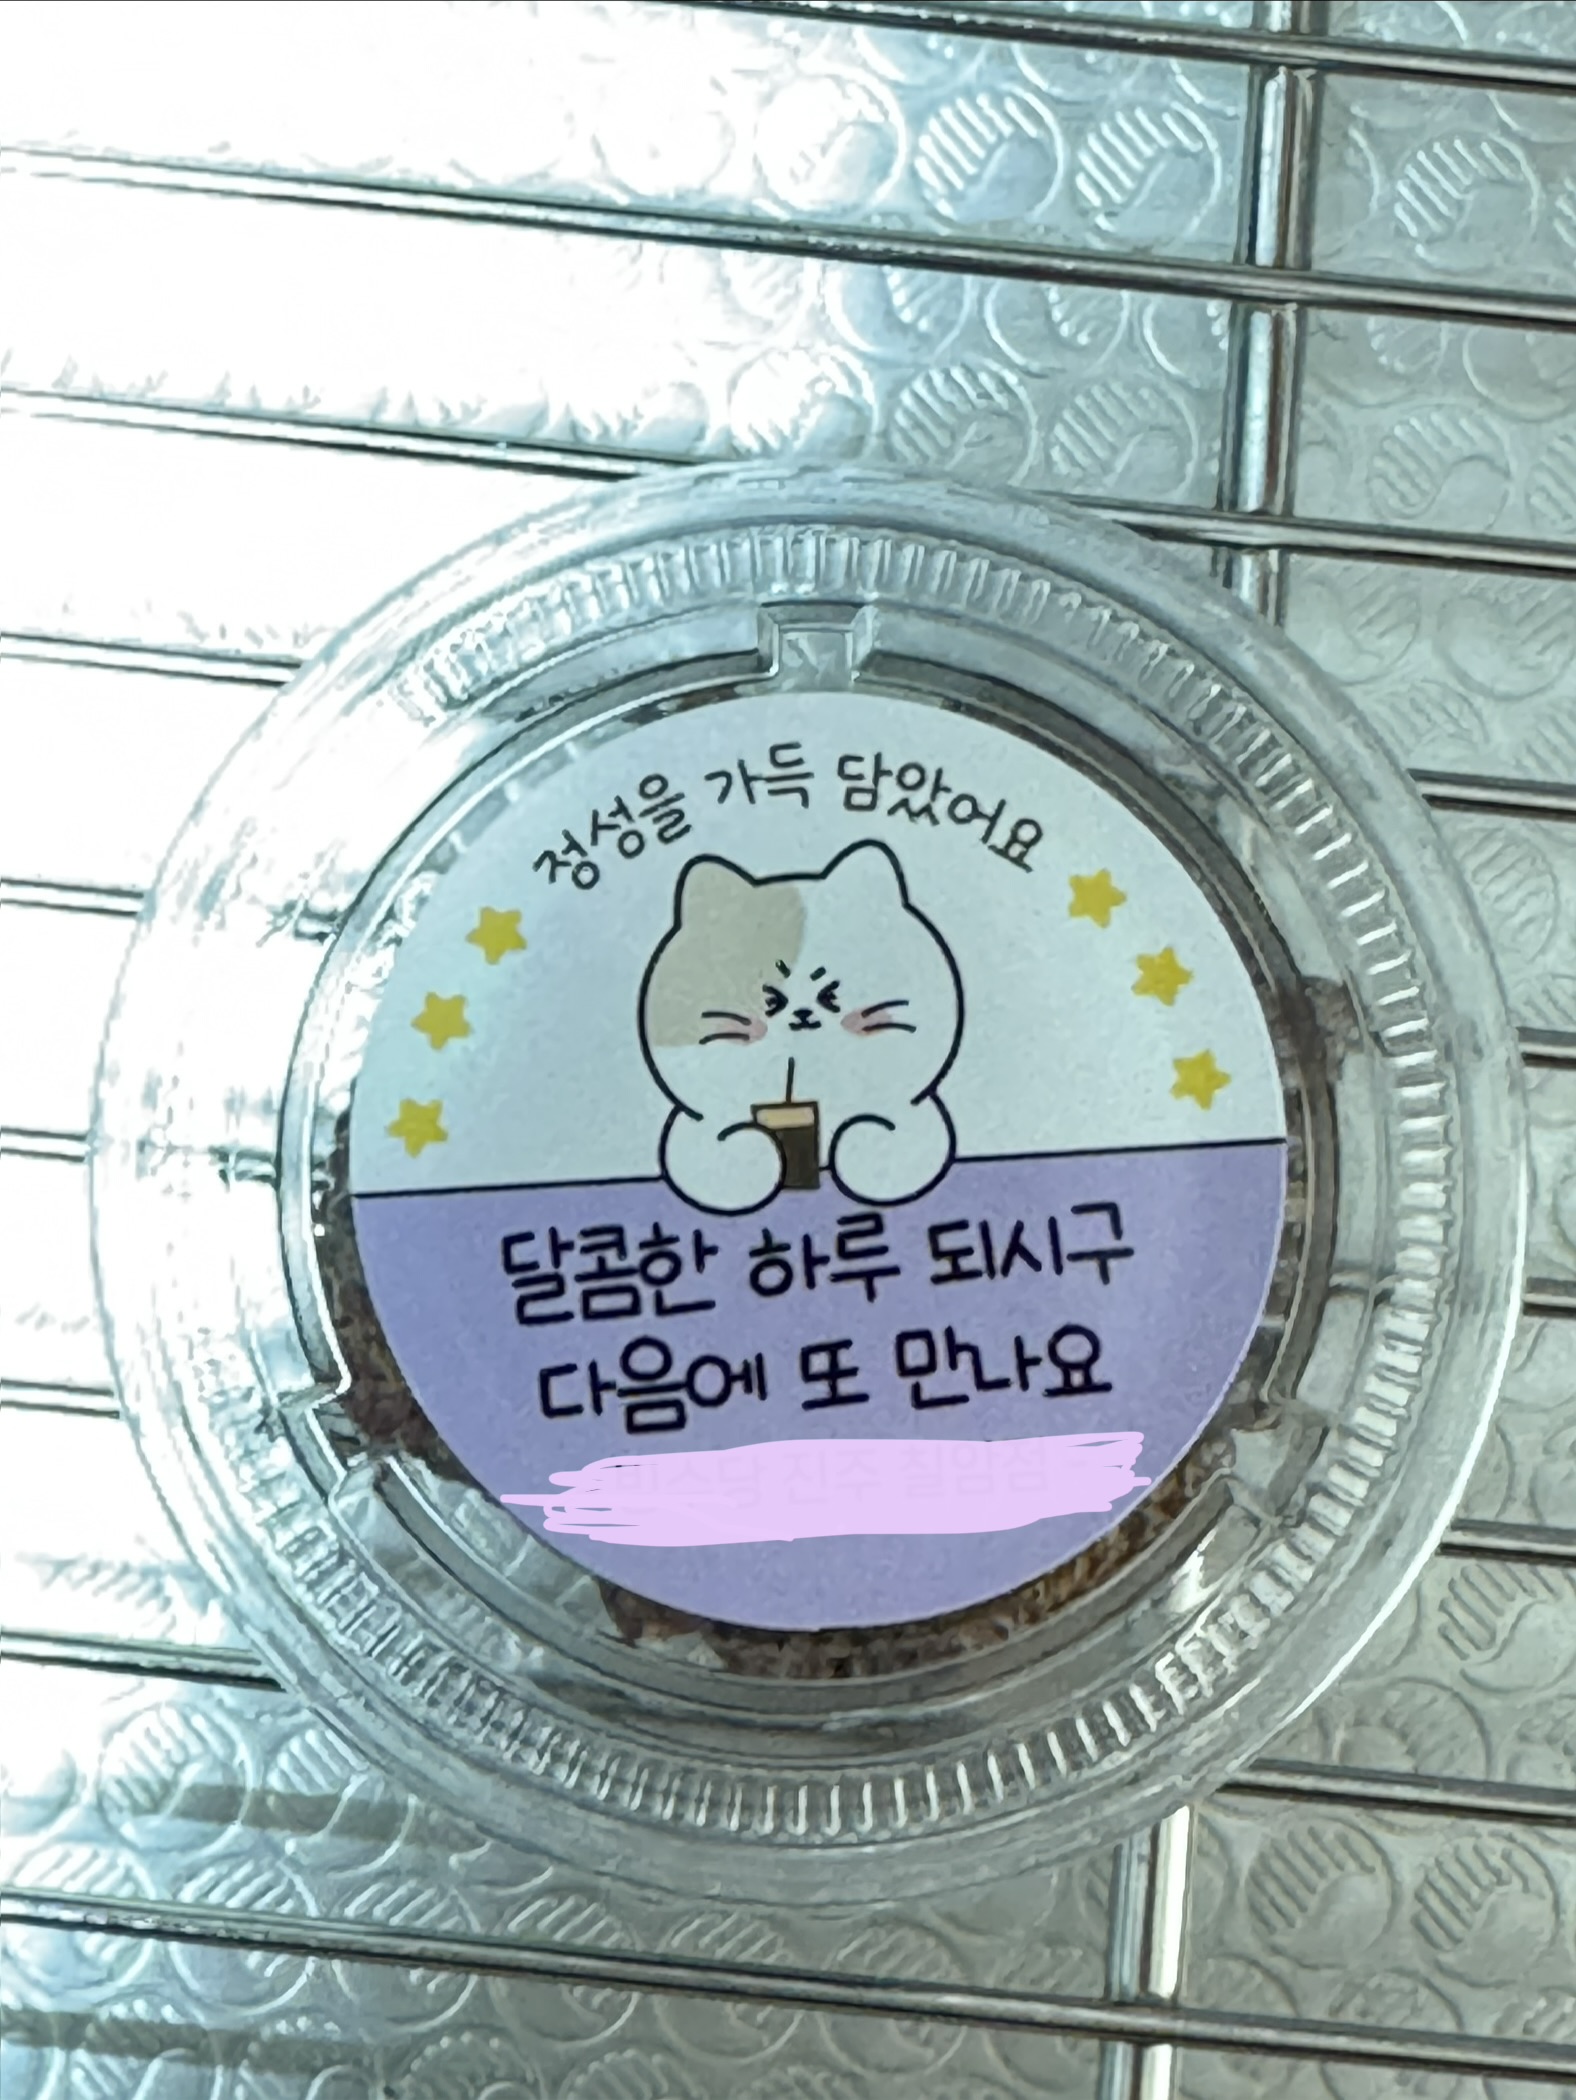 정성을 가득 담았어요
달콤한 하루 되시구
다음에 또 만나요